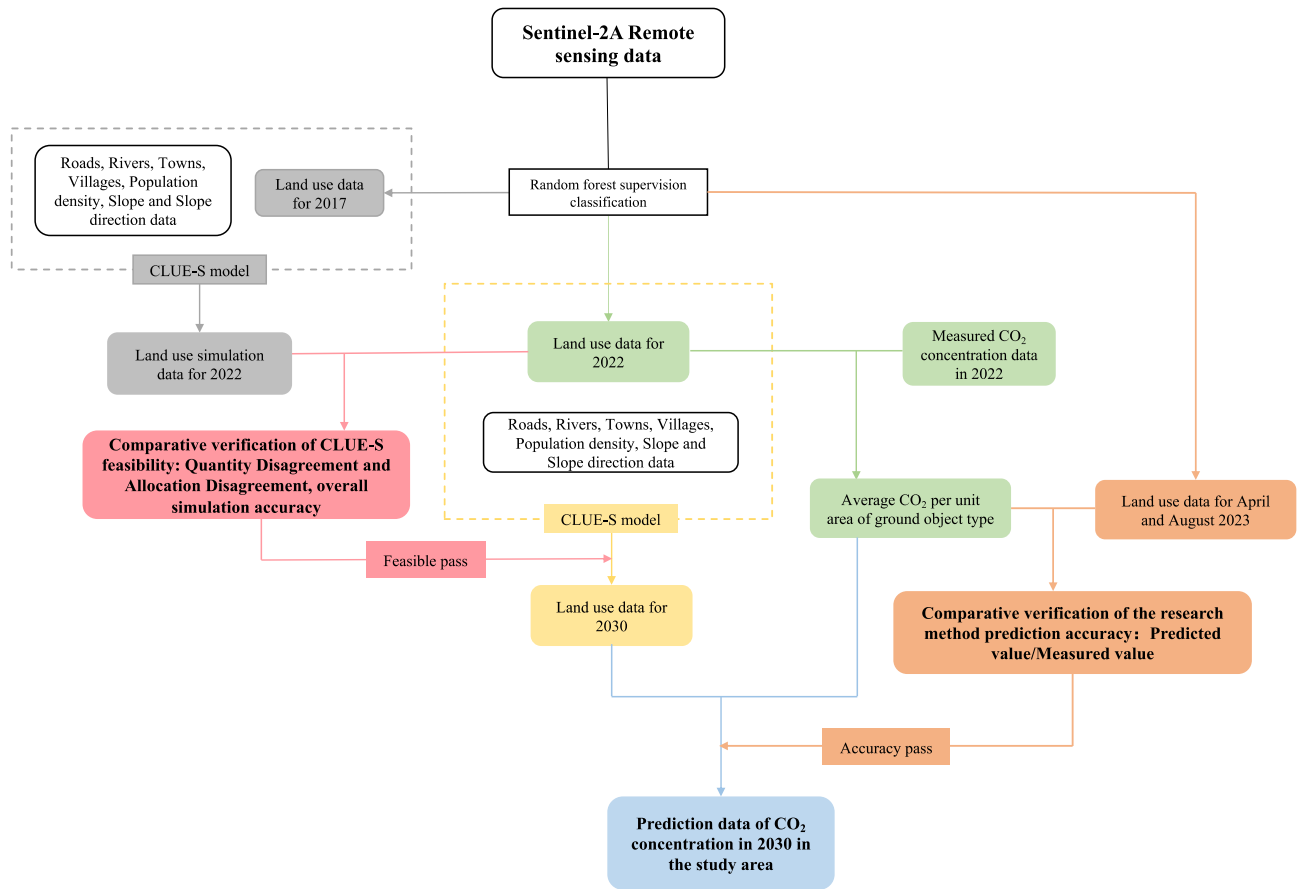 Sentinel-2A Remote
sensing data
Roads, Rivers, Towns,
Villages, Population
density, Slope and Slope
direction data
Land use data
for 2017
Random forest supervision
classification
CLUE-S model
Land use simulation
data for 2022
Land use data for
2022
Measured CO₂
concentration data
in 2022
Roads, Rivers, Towns, Villages,
Population density, Slope and
Slope direction data
Comparative verification of CLUE-S
feasibility: Quantity Disagreement and
Allocation Disagreement, overall
simulation accuracy
Average CO₂ per unit
area of ground object type
Land use data for April
and August 2023
CLUE-S model
Feasible pass
Land use data for
2030
Comparative verification of the research
method prediction accuracy：Predicted
value/Measured value
Accuracy pass
Prediction data of CO₂
concentration in 2030 in
the study area